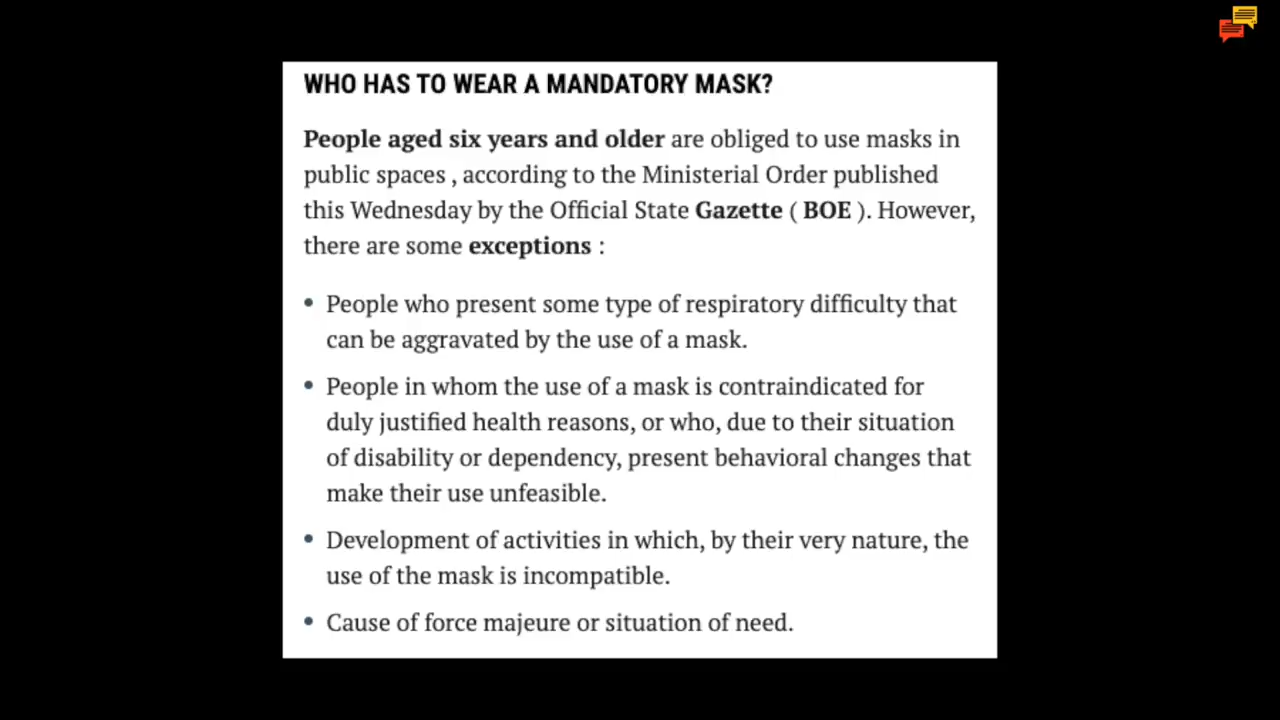 WHO HAS TO WEAR A MANDATORY MASK?
People aged six years and older are obliged to use masks in
public spaces , according to the Ministerial Order published
this Wednesday by the Official State Gazette ( BOE ). However,
there are some exceptions :
• People who present some type of respiratory difficulty that
can be aggravated by the use of a mask.
• People in whom the use of a mask is contraindicated for
duly justified health reasons, or who, due to their situation
of disability or dependency, present behavioral changes that
make their use unfeasible.
• Development of activities in which, by their very nature, the
use of the mask is incompatible.
• Cause of force majeure or situation of need.